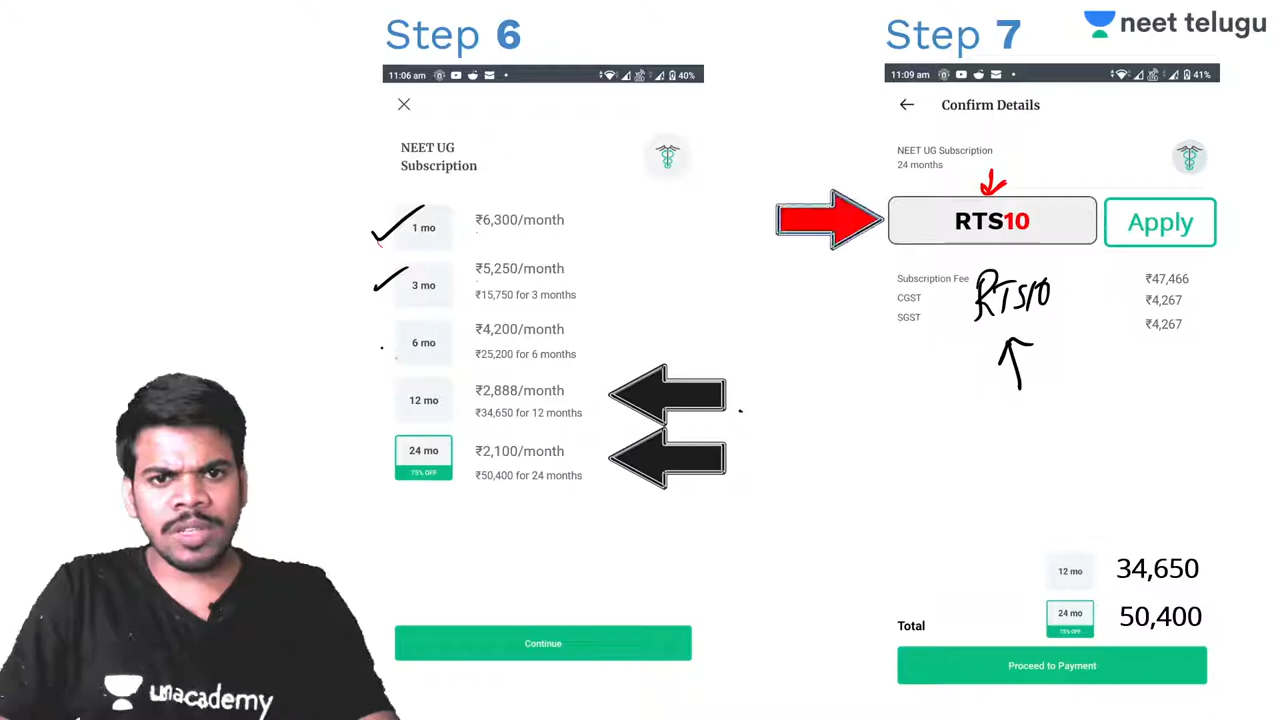 Step 6
11:06 am
40%
NEET UG
Subscription
1 mo
₹6,300/month
3 mo
₹5,250/month
₹15,750 for 3 months
6 mo
₹4,200/month
₹25,200 for 6 months
12 mo
₹2,888/month
₹34,650 for 12 months
24 mo
75% OFF
₹2,100/month
₹50,400 for 24 months
Continue
Step 7
neet telugu
11:09 am
41%
Confirm Details
NEET UG Subscription
24 months
RTS10
Apply
Subscription Fee
₹47,466
CGST
₹4,267
SGST
₹4,267
RTS10
12 mo
34,650
Total
24 mo
75% OFF
50,400
Proceed to Payment
unacademy